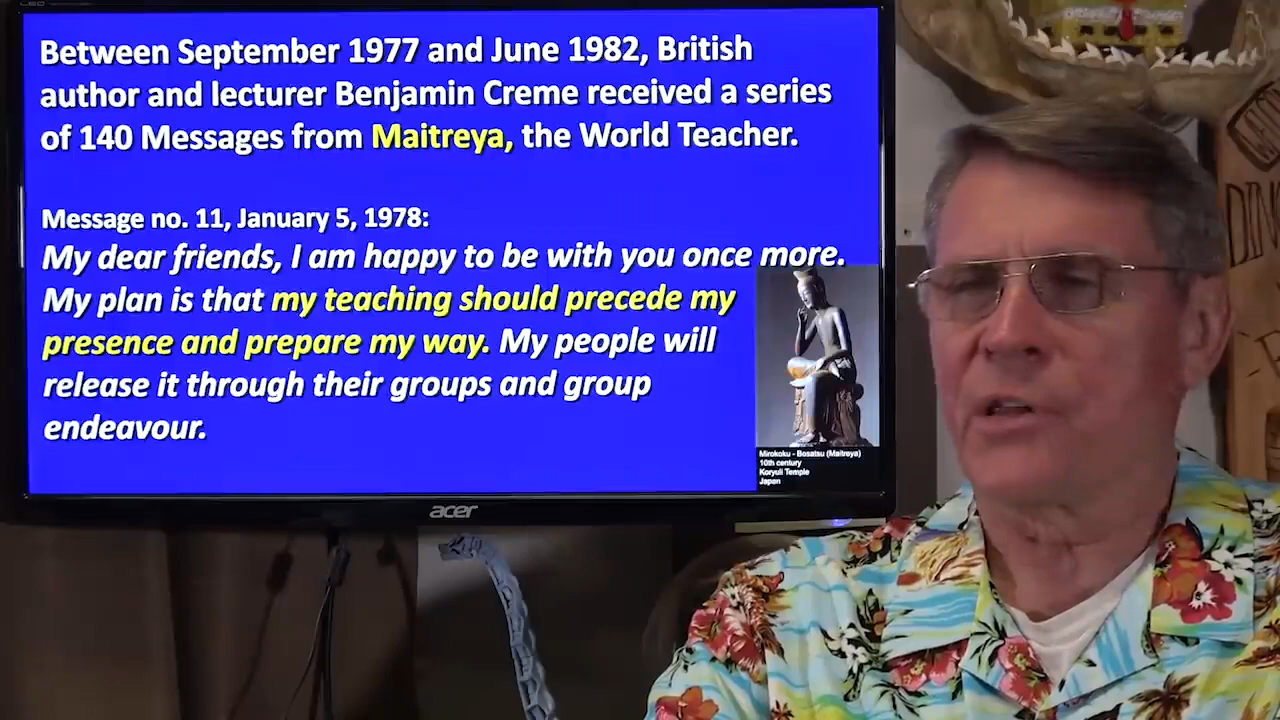 Between September 1977 and June 1982, British
author and lecturer Benjamin Creme received a series
of 140 Messages from Maitreya, the World Teacher.
Message no. 11, January 5, 1978:
My dear friends, I am happy to be with you once more.
My plan is that my teaching should precede my
presence and prepare my way. My people will
release it through their groups and group
endeavour.
Mirokoku - Bosatsu (Maitreya)
10th century
Koryuli Temple
Japan
acer